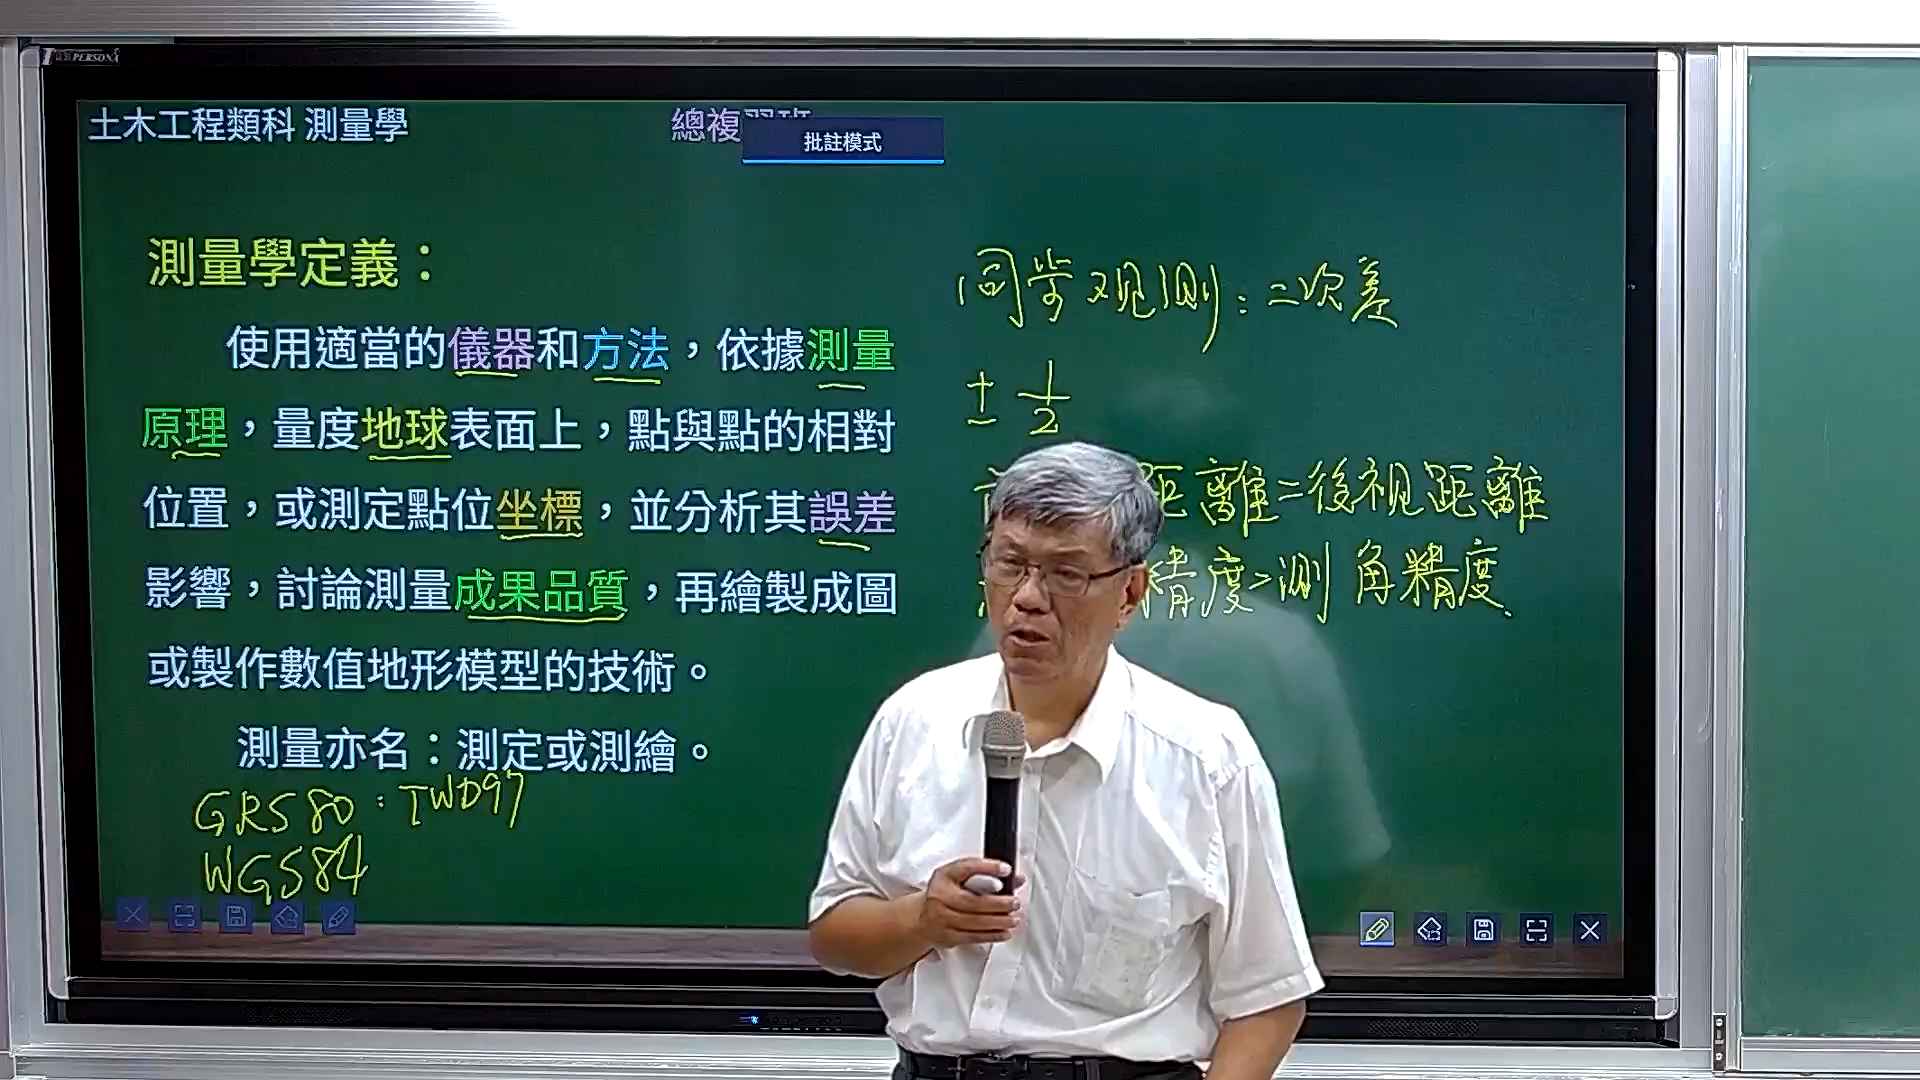 土木工程類科 測量學
總複習班
批註模式
測量學定義：
使用適當的儀器和方法，依據測量
原理，量度地球表面上，點與點的相對
位置，或測定點位坐標，並分析其誤差
影響，討論測量成果品質，再繪製成圖
或製作數值地形模型的技術。
測量亦名：測定或測繪。
GRS80：TWD97
WGS84
同步观測：二次差
± 1/2
距離=後視距離
精度=測角精度